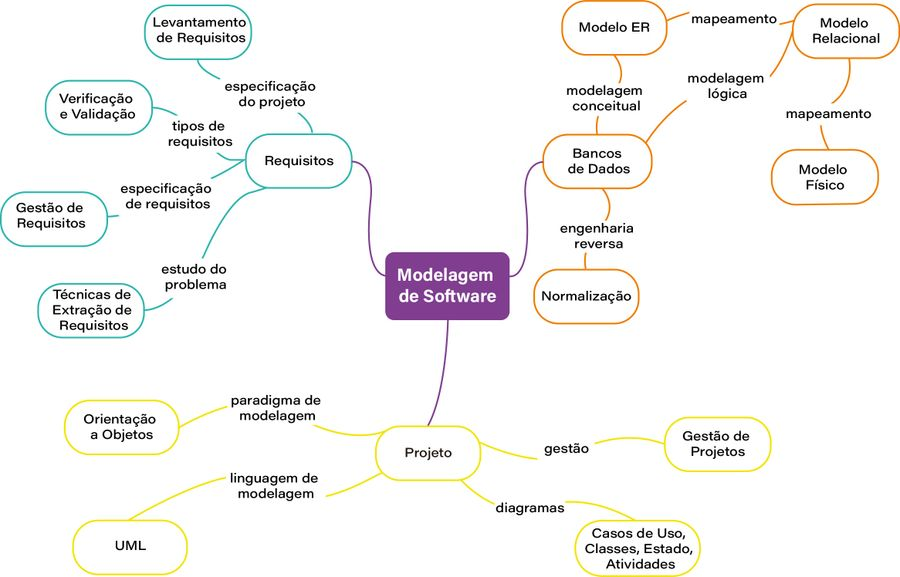 Levantamento
de Requisitos
especificação
do projeto
Verificação
e Validação
tipos de
requisitos
Requisitos
especificação
de requisitos
Gestão de
Requisitos
estudo do
problema
Técnicas de
Extração de
Requisitos
Modelo ER
mapeamento
Modelo
Relacional
modelagem
conceitual
modelagem
lógica
mapeamento
Bancos
de Dados
Modelo
Físico
engenharia
reversa
Normalização
Modelagem
de Software
paradigma de
modelagem
Orientação
a Objetos
Projeto
gestão
Gestão de
Projetos
linguagem de
modelagem
UML
diagramas
Casos de Uso,
Classes, Estado,
Atividades